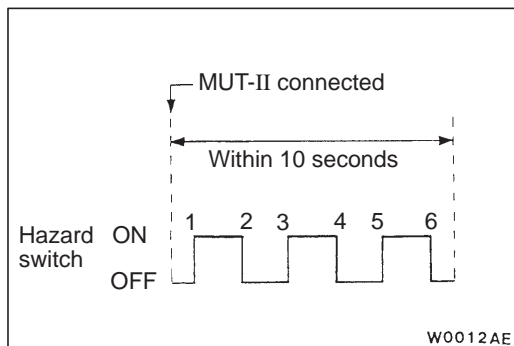 MUT-II connected
Within 10 seconds
1 2 3 4 5 6
Hazard ON
switch
OFF
W0012AE